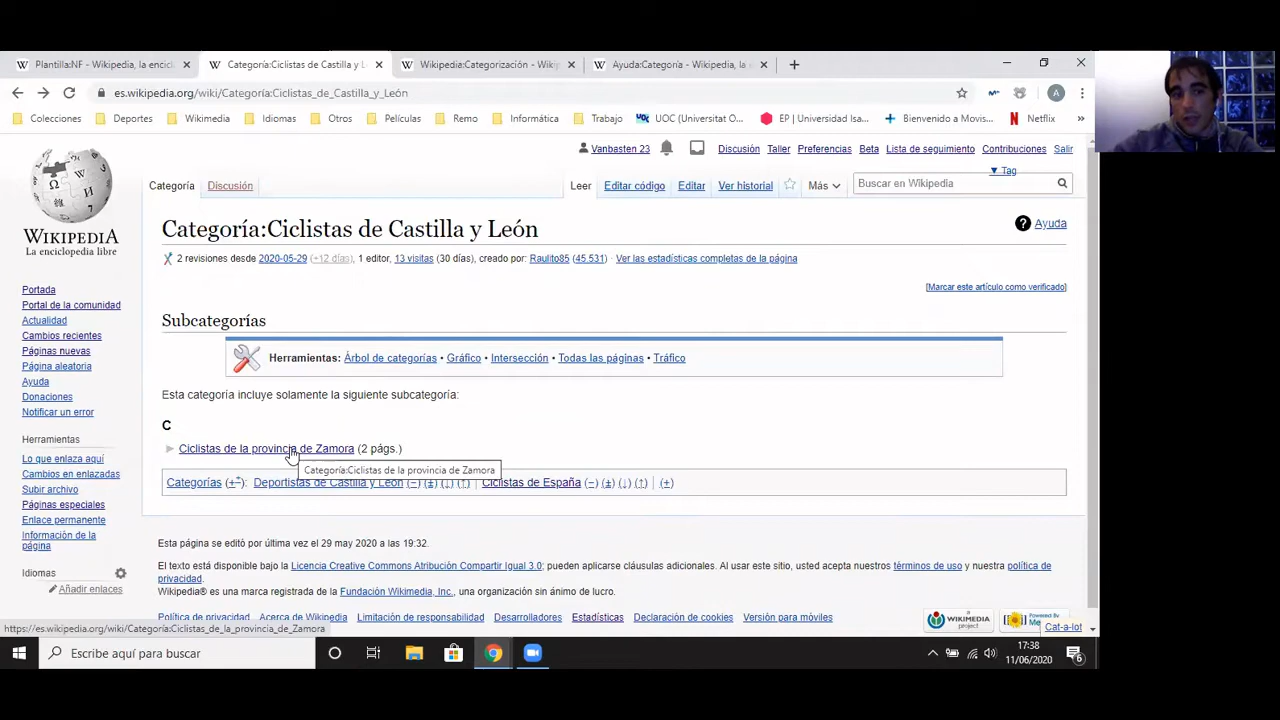 Plantilla:NF - Wikipedia, la encicl
Categoría:Ciclistas de Castilla y L
Wikipedia:Categorización - Wikip
Ayuda:Categoría - Wikipedia, la e
es.wikipedia.org/wiki/Categoría:Ciclistas_de_Castilla_y_León
A
Colecciones Deportes Wikimedia Idiomas Otros Películas Remo Informática Trabajo UOC (Universitat O... EP | Universidad Isa... Bienvenido a Movis... Netflix »
Vanbasten 23 Discusión Taller Preferencias Beta Lista de seguimiento Contribuciones Salir
▼ Tag
Categoría Discusión Leer Editar código Editar Ver historial Más Buscar en Wikipedia
WIKIPEDIA
La enciclopedia libre
Categoría:Ciclistas de Castilla y León
Ayuda
2 revisiones desde 2020-05-29 (+12 días), 1 editor, 13 visitas (30 días), creado por: Raulito85 (45 531) · Ver las estadísticas completas de la página
[Marcar este artículo como verificado]
Portada
Portal de la comunidad
Actualidad
Cambios recientes
Páginas nuevas
Página aleatoria
Ayuda
Donaciones
Notificar un error
Herramientas
Lo que enlaza aquí
Cambios en enlazadas
Subir archivo
Páginas especiales
Enlace permanente
Información de la
página
Idiomas
Añadir enlaces
Subcategorías
Herramientas: Árbol de categorías • Gráfico • Intersección • Todas las páginas • Tráfico
Esta categoría incluye solamente la siguiente subcategoría:
C
► Ciclistas de la provincia de Zamora (2 págs.)
Categoría:Ciclistas de la provincia de Zamora
Categorías (+⁺): Deportistas de Castilla y León (−) (±) (↓) (↑) | Ciclistas de España (−) (±) (↓) (↑) | (+)
Esta página se editó por última vez el 29 may 2020 a las 19:32.
El texto está disponible bajo la Licencia Creative Commons Atribución Compartir Igual 3.0; pueden aplicarse cláusulas adicionales. Al usar este sitio, usted acepta nuestros términos de uso y nuestra política de
privacidad.
Wikipedia® es una marca registrada de la Fundación Wikimedia, Inc., una organización sin ánimo de lucro.
Política de privacidad Acerca de Wikipedia Limitación de responsabilidad Desarrolladores Estadísticas Declaración de cookies Versión para móviles
WIKIMEDIA
project
Powered By
Cat-a-lot
https://es.wikipedia.org/wiki/Categoría:Ciclistas_de_la_provincia_de_Zamora
Escribe aquí para buscar
17:38
11/06/2020
6